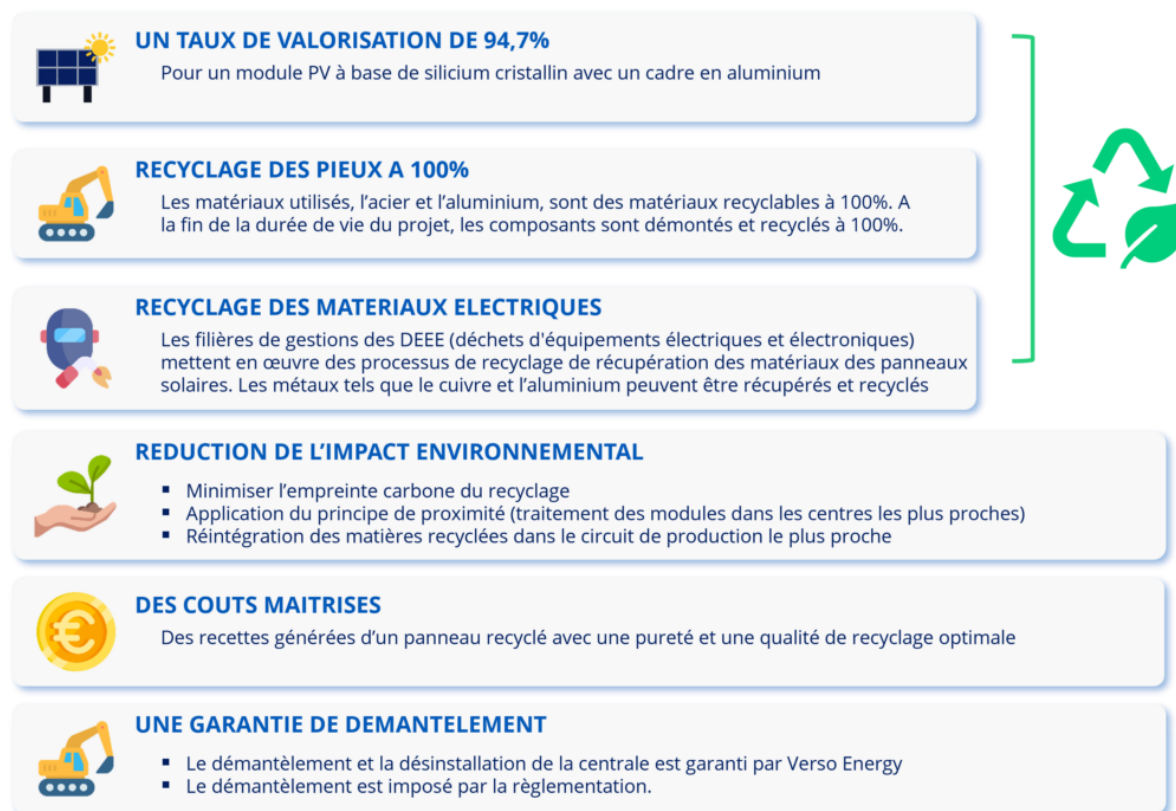 UN TAUX DE VALORISATION DE 94,7%
Pour un module PV à base de silicium cristallin avec un cadre en aluminium
RECYCLAGE DES PIEUX A 100%
Les matériaux utilisés, l’acier et l’aluminium, sont des matériaux recyclables à 100%. A
la fin de la durée de vie du projet, les composants sont démontés et recyclés à 100%.
RECYCLAGE DES MATERIAUX ELECTRIQUES
Les filières de gestions des DEEE (déchets d'équipements électriques et électroniques)
mettent en œuvre des processus de recyclage de récupération des matériaux des panneaux
solaires. Les métaux tels que le cuivre et l’aluminium peuvent être récupérés et recyclés
REDUCTION DE L’IMPACT ENVIRONNEMENTAL
▪ Minimiser l’empreinte carbone du recyclage
▪ Application du principe de proximité (traitement des modules dans les centres les plus proches)
▪ Réintégration des matières recyclées dans le circuit de production le plus proche
DES COUTS MAITRISES
Des recettes générées d’un panneau recyclé avec une pureté et une qualité de recyclage optimale
UNE GARANTIE DE DEMANTELEMENT
▪ Le démantèlement et la désinstallation de la centrale est garanti par Verso Energy
▪ Le démantèlement est imposé par la règlementation.